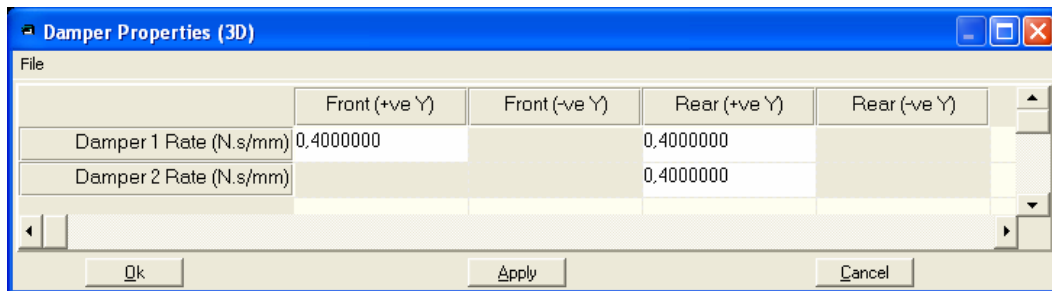 Damper Properties (3D)
File
Front (+ve Y) Front (-ve Y) Rear (+ve Y) Rear (-ve Y)
Damper 1 Rate (N.s/mm) 0,4000000 0,4000000
Damper 2 Rate (N.s/mm) 0,4000000
Ok Apply Cancel